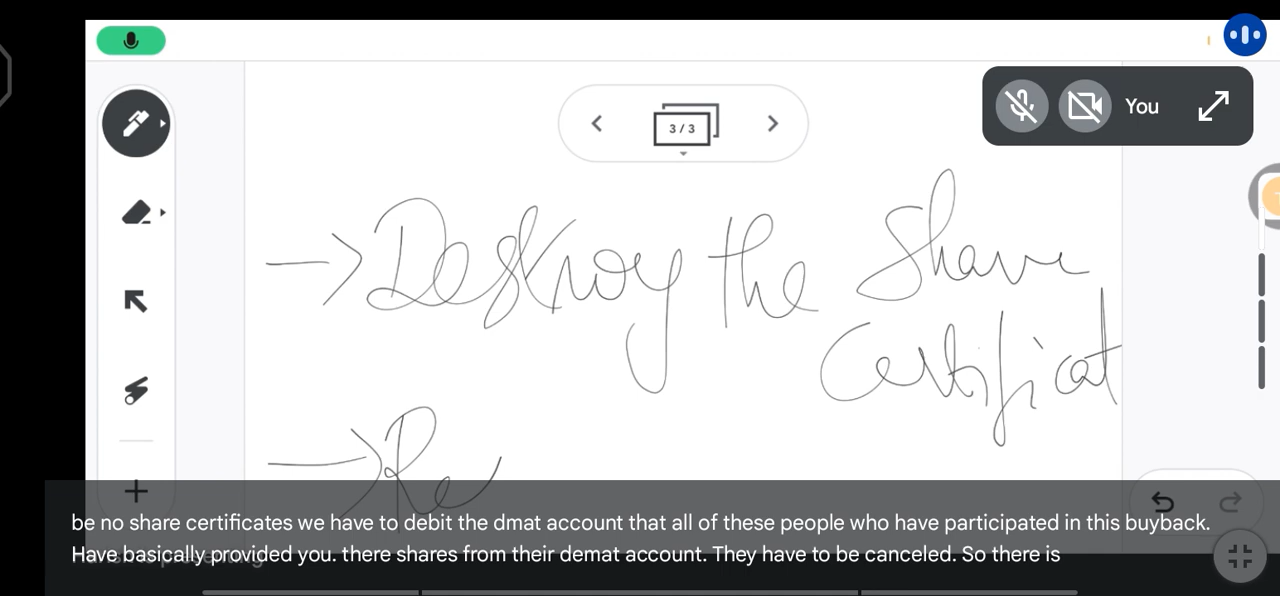 You
3/3
→ Destroy the Share
Certificat
→ Re
be no share certificates we have to debit the dmat account that all of these people who have participated in this buyback.
Have basically provided you. there shares from their demat account. They have to be canceled. So there is